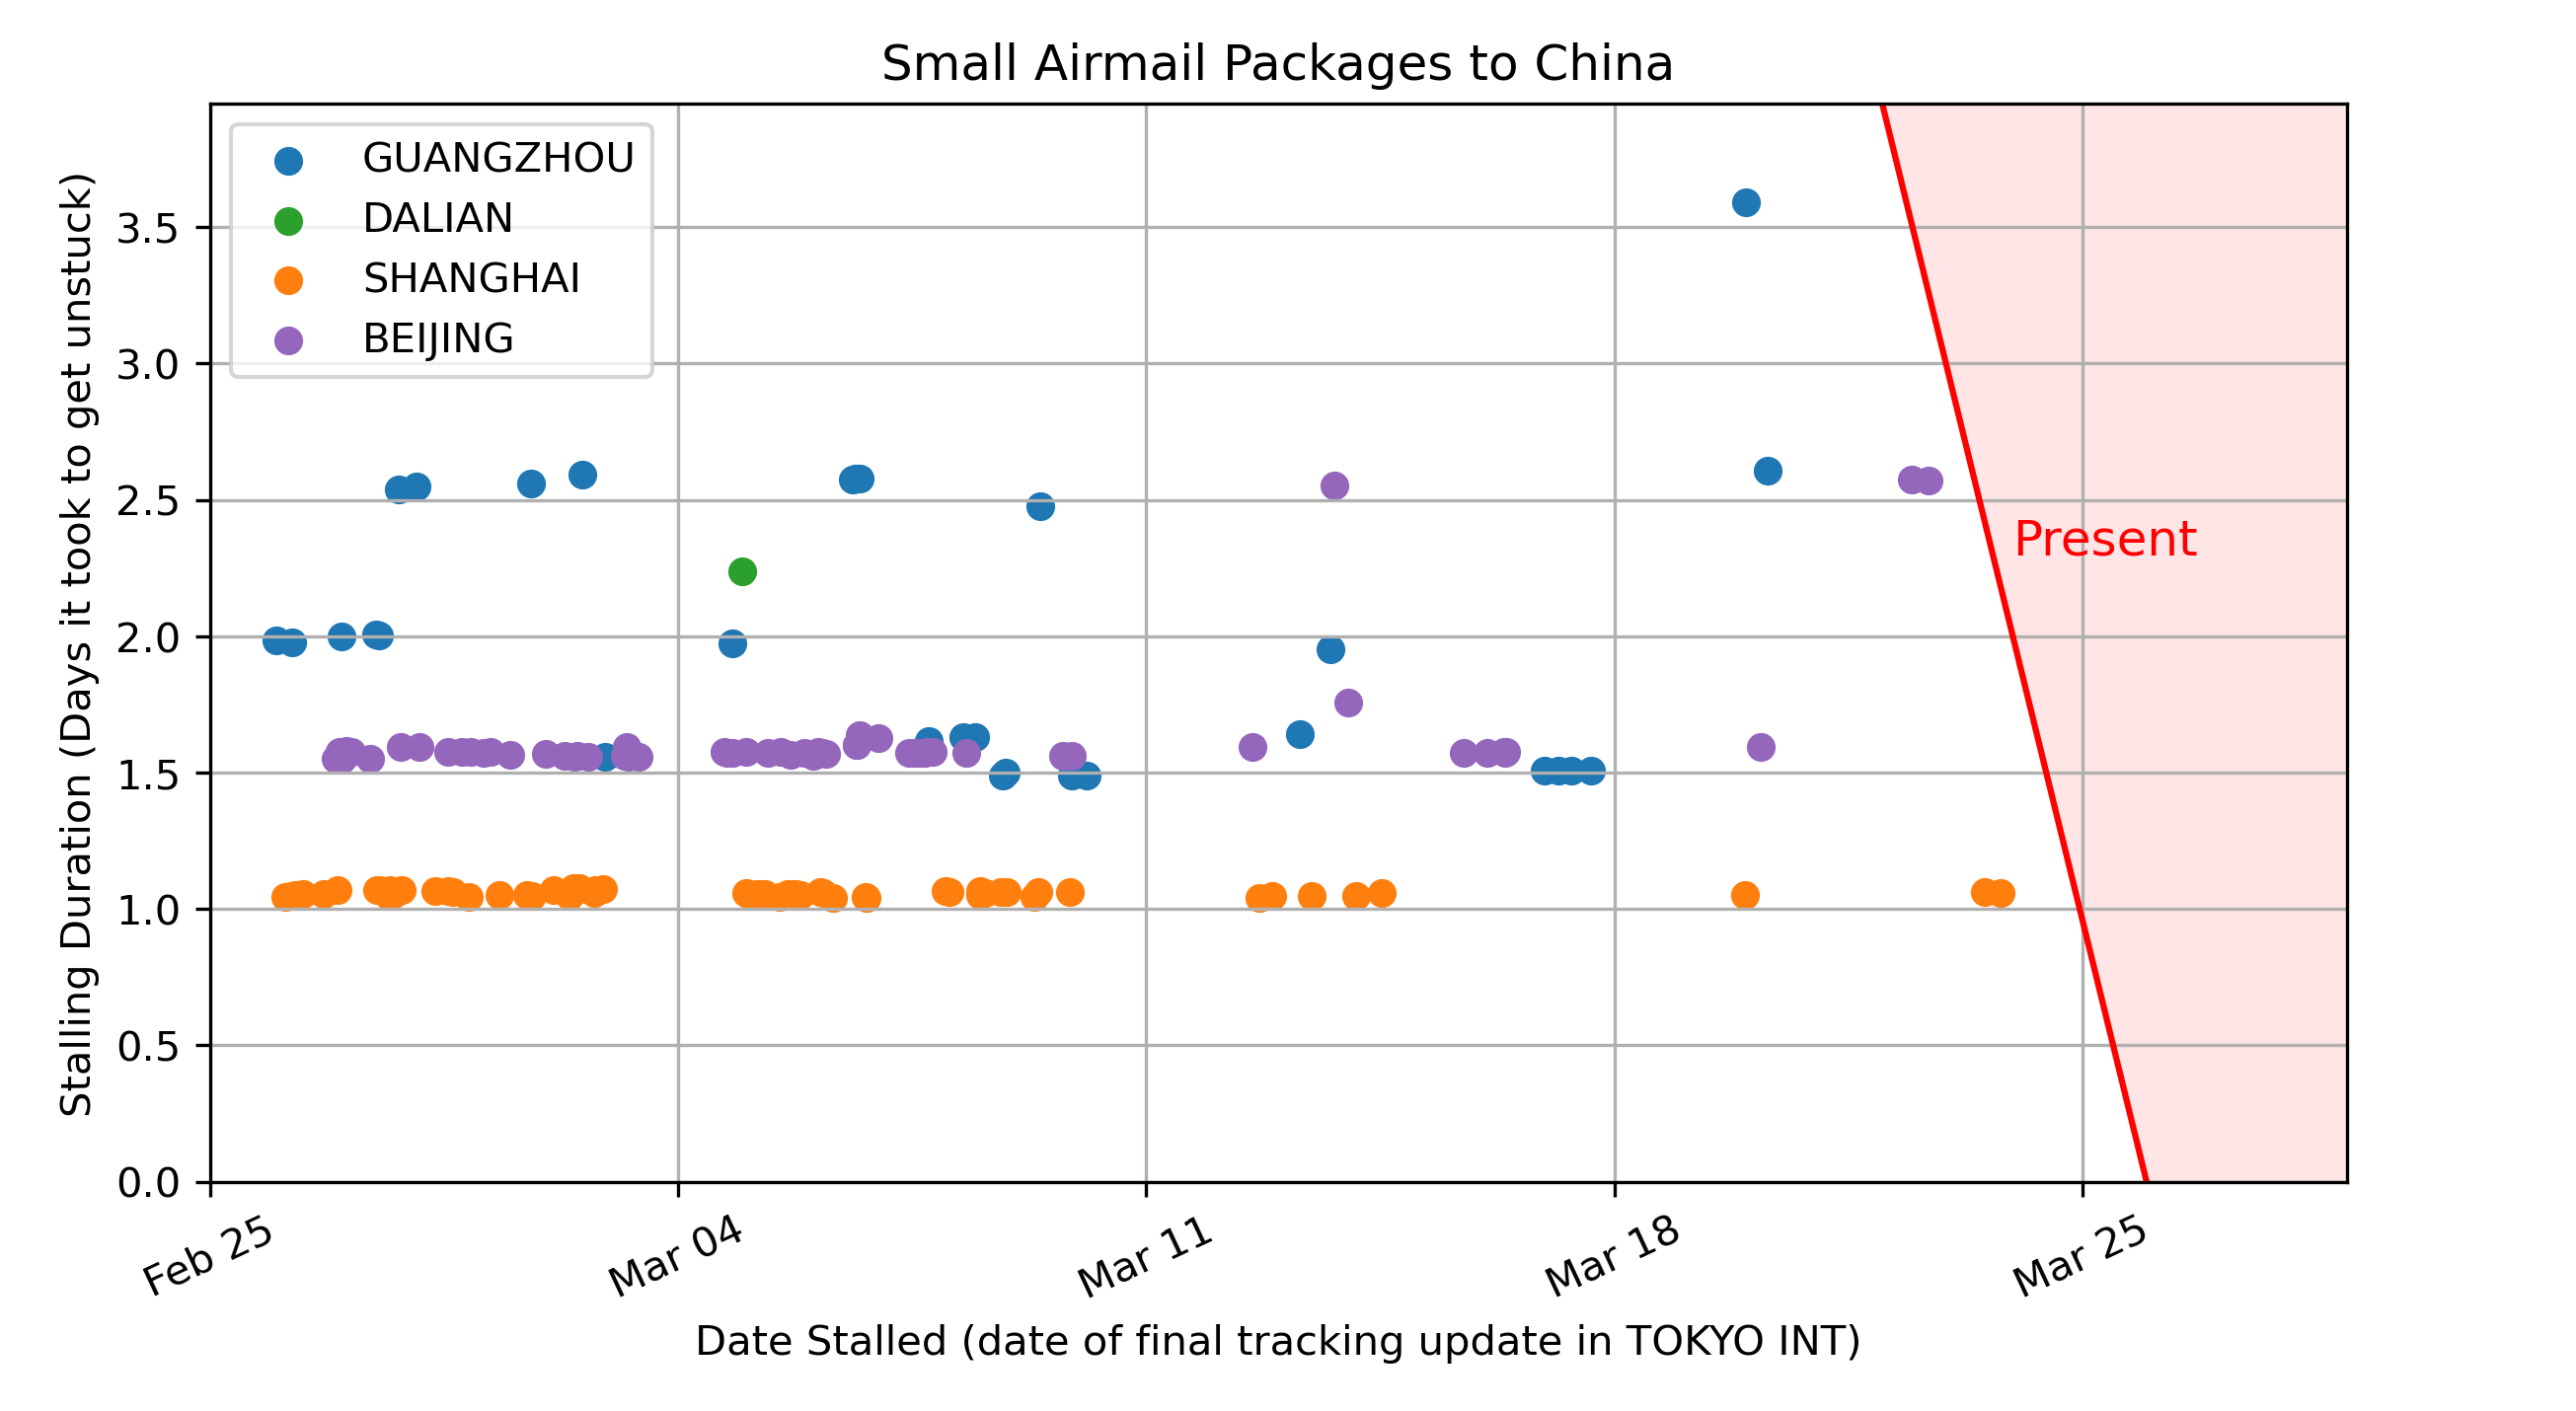 Small Airmail Packages to China
GUANGZHOU
DALIAN
SHANGHAI
BEIJING
Stalling Duration (Days it took to get unstuck)
3.5
3.0
2.5
2.0
1.5
1.0
0.5
0.0
Present
Feb 25
Mar 04
Mar 11
Mar 18
Mar 25
Date Stalled (date of final tracking update in TOKYO INT)